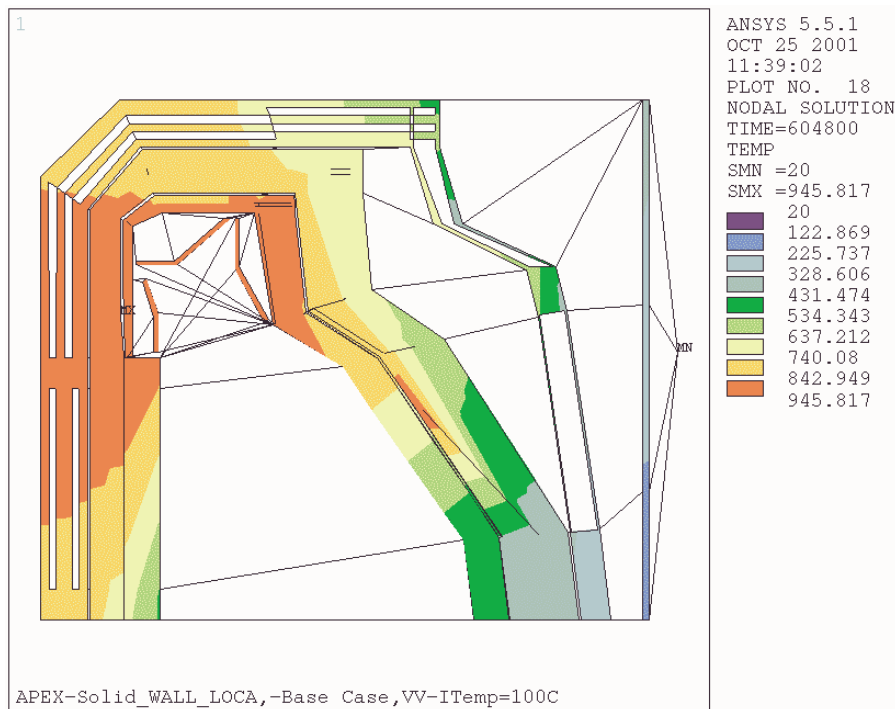 1
ANSYS 5.5.1
OCT 25 2001
11:39:02
PLOT NO. 18
NODAL SOLUTION
TIME=604800
TEMP
SMN =20
SMX =945.817
20
122.869
225.737
328.606
431.474
534.343
637.212
740.08
842.949
945.817
MX
MN
APEX-Solid_WALL_LOCA,-Base Case,VV-ITemp=100C